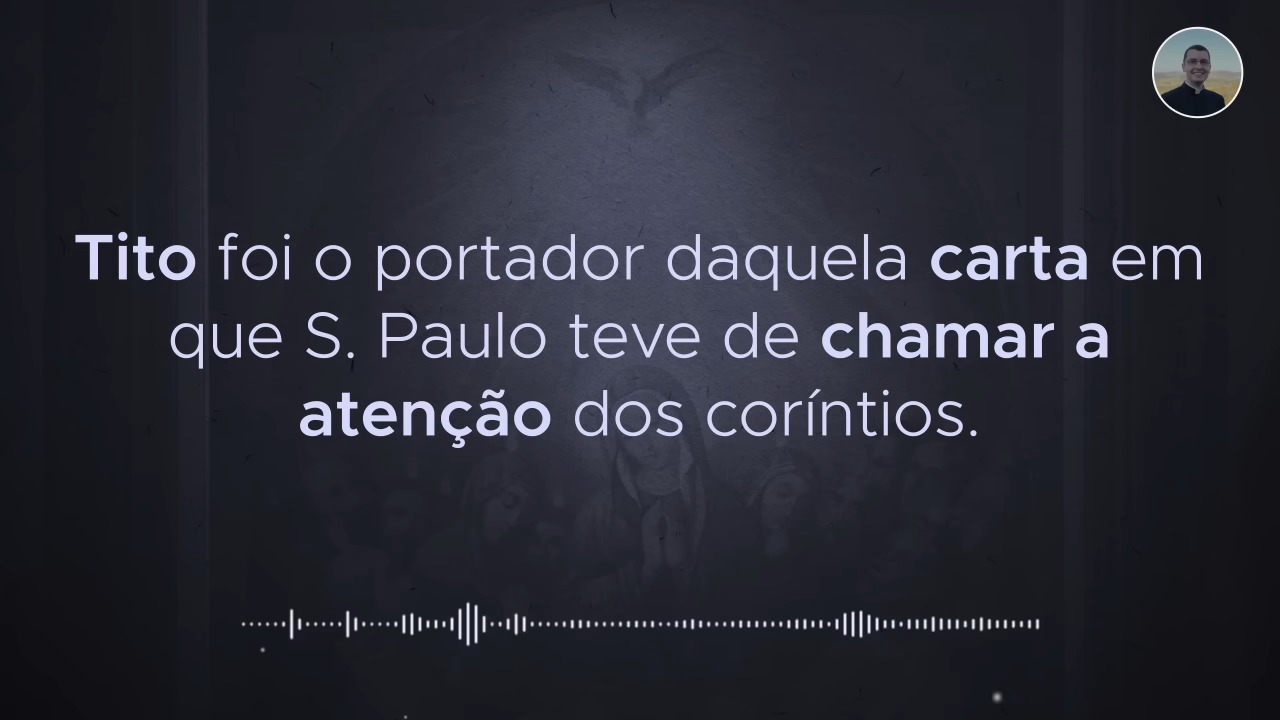 Tito foi o portador daquela carta em
que S. Paulo teve de chamar a
atenção dos coríntios.